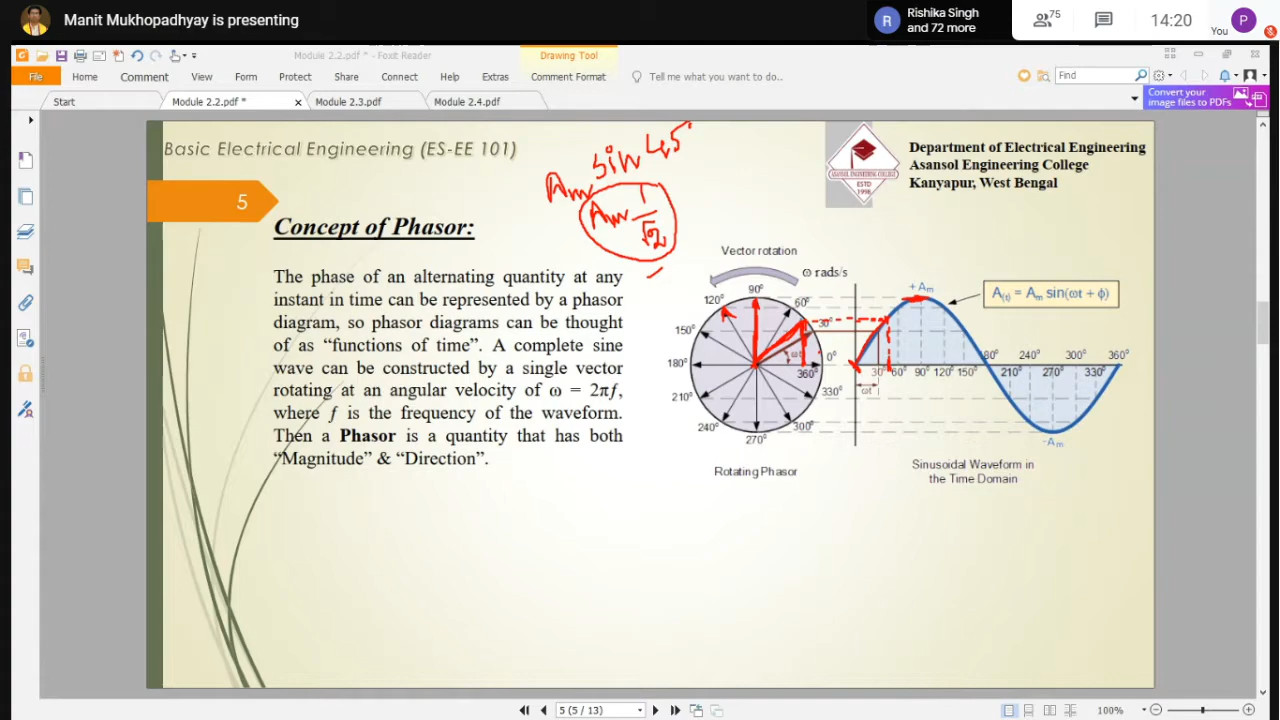 Manit Mukhopadhyay is presenting
Rishika Singh
and 72 more
75
14:20
P
You
R
Module 2.2.pdf * - Foxit Reader
Drawing Tool
File
Home
Comment
View
Form
Protect
Share
Connect
Help
Extras
Comment Format
Tell me what you want to do..
Find
Start
Module 2.2.pdf *
Module 2.3.pdf
Module 2.4.pdf
Convert your
image files to PDFs
Basic Electrical Engineering (ES-EE 101)
Am sin 45°
Am 1/√2
ASANSOL ENGINEERING COLLEGE
ESTD
1998
Department of Electrical Engineering
Asansol Engineering College
Kanyapur, West Bengal
5
Concept of Phasor:
The phase of an alternating quantity at any
instant in time can be represented by a phasor
diagram, so phasor diagrams can be thought
of as “functions of time”. A complete sine
wave can be constructed by a single vector
rotating at an angular velocity of ω = 2πf,
where f is the frequency of the waveform.
Then a Phasor is a quantity that has both
“Magnitude” & “Direction”.
Vector rotation
ω rads/s
90°
120°
60°
150°
30°
180°
0°
360°
210°
330°
240°
300°
270°
ωt
Rotating Phasor
+Am
A(t) = Am sin(ωt + ϕ)
30° 60° 90° 120° 150° 180° 240° 300° 360°
210° 270° 330°
ωt
-Am
Sinusoidal Waveform in
the Time Domain
5 (5 / 13)
100%